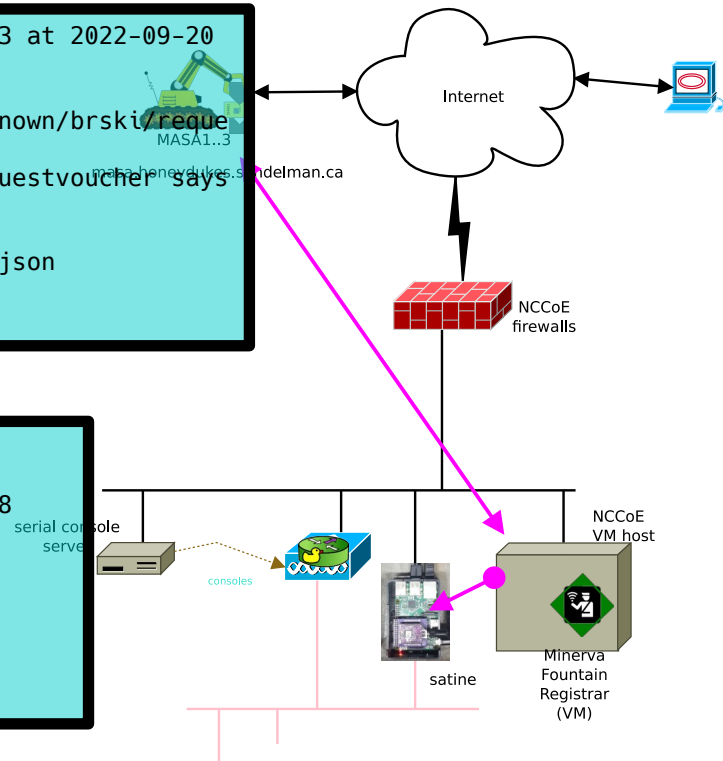 3 at 2022-09-20
nown/brski/reque
MASA1..3
masa.honeydukes.sandelman.ca
uestvoucher says
json
Internet
NCCoE
firewalls
8
serial console
server
consoles
NCCoE
VM host
satine
Minerva
Fountain
Registrar
(VM)